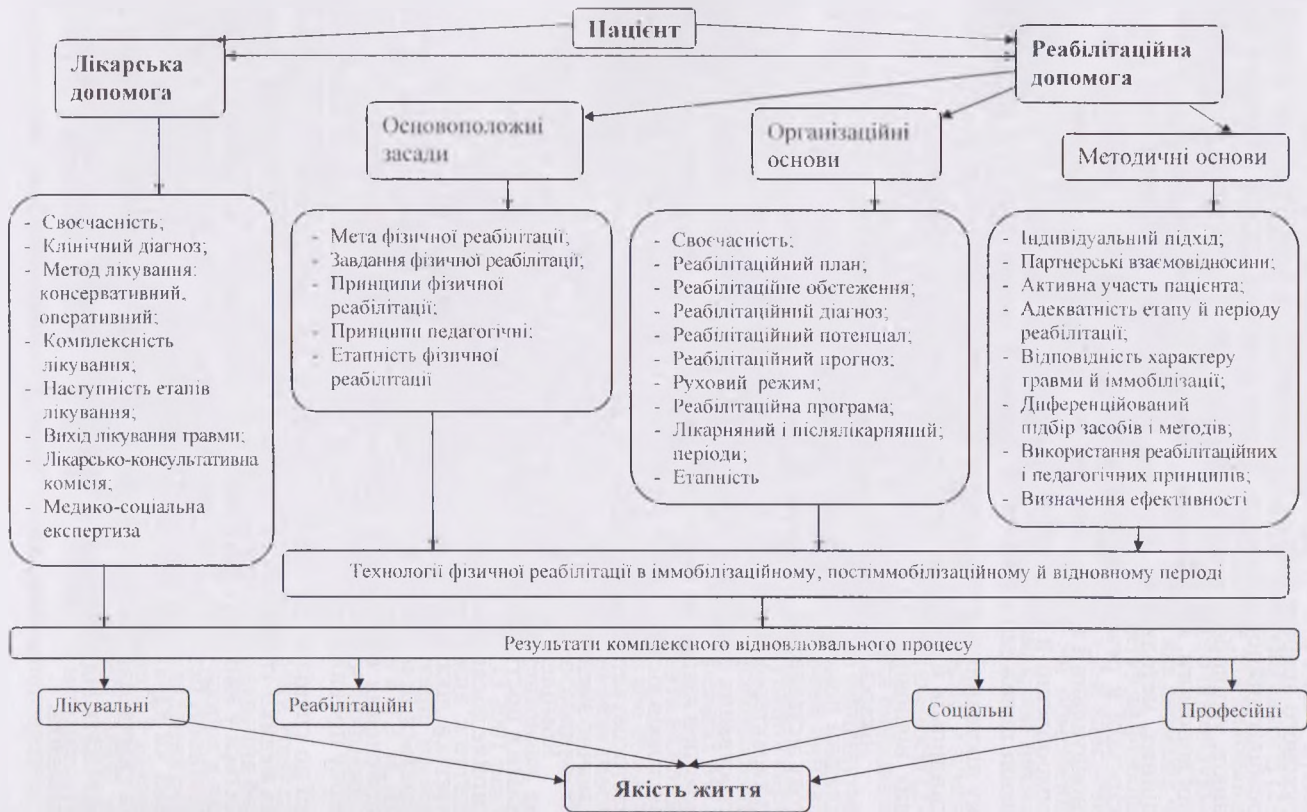 Пацієнт
Лікарська
допомога
Реабілітаційна
допомога
Основоположні
засади
Організаційні
основи
Методичні основи
- Своєчасність;
- Клінічний діагноз;
- Метод лікування:
консервативний,
оперативний;
- Комплексність
лікування;
- Наступність етапів
лікування;
- Вихід лікування травми;
- Лікарсько-консультативна
комісія;
- Медико-соціальна
експертиза
- Мета фізичної реабілітації;
- Завдання фізичної реабілітації;
- Принципи фізичної
реабілітації;
- Принципи педагогічні;
- Етапність фізичної
реабілітації
- Своєчасність;
- Реабілітаційний план;
- Реабілітаційне обстеження;
- Реабілітаційний діагноз;
- Реабілітаційний потенціал;
- Реабілітаційний прогноз;
- Руховий режим;
- Реабілітаційна програма;
- Лікарняний і післялікарняний;
періоди;
- Етапність
- Індивідуальний підхід;
- Партнерські взаємовідносини;
- Активна участь пацієнта;
- Адекватність етапу й періоду
реабілітації;
- Відповідність характеру
травми й іммобілізації;
- Диференційований
підбір засобів і методів;
- Використання реабілітаційних
і педагогічних принципів;
- Визначення ефективності
Технології фізичної реабілітації в іммобілізаційному, постіммобілізаційному й відновному періоді
Результати комплексного відновлювального процесу
Лікувальні
Реабілітаційні
Соціальні
Професійні
Якість життя